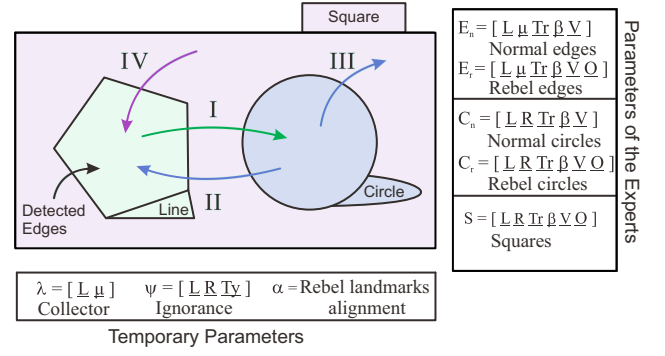 Square
IV
III
I
II
Detected
Edges
Line
Circle
Eₙ = [ L μ Tr β V ]
Normal edges
Eᵣ = [ L μ Tr β V O ]
Rebel edges
Cₙ = [ L R Tr β V ]
Normal circles
Cᵣ = [ L R Tr β V O ]
Rebel circles
S = [ L R Tr β V O ]
Squares
Parameters of the Experts
λ = [ L μ ] ψ = [ L R Ty ] α = Rebel landmarks
Collector Ignorance alignment
Temporary Parameters